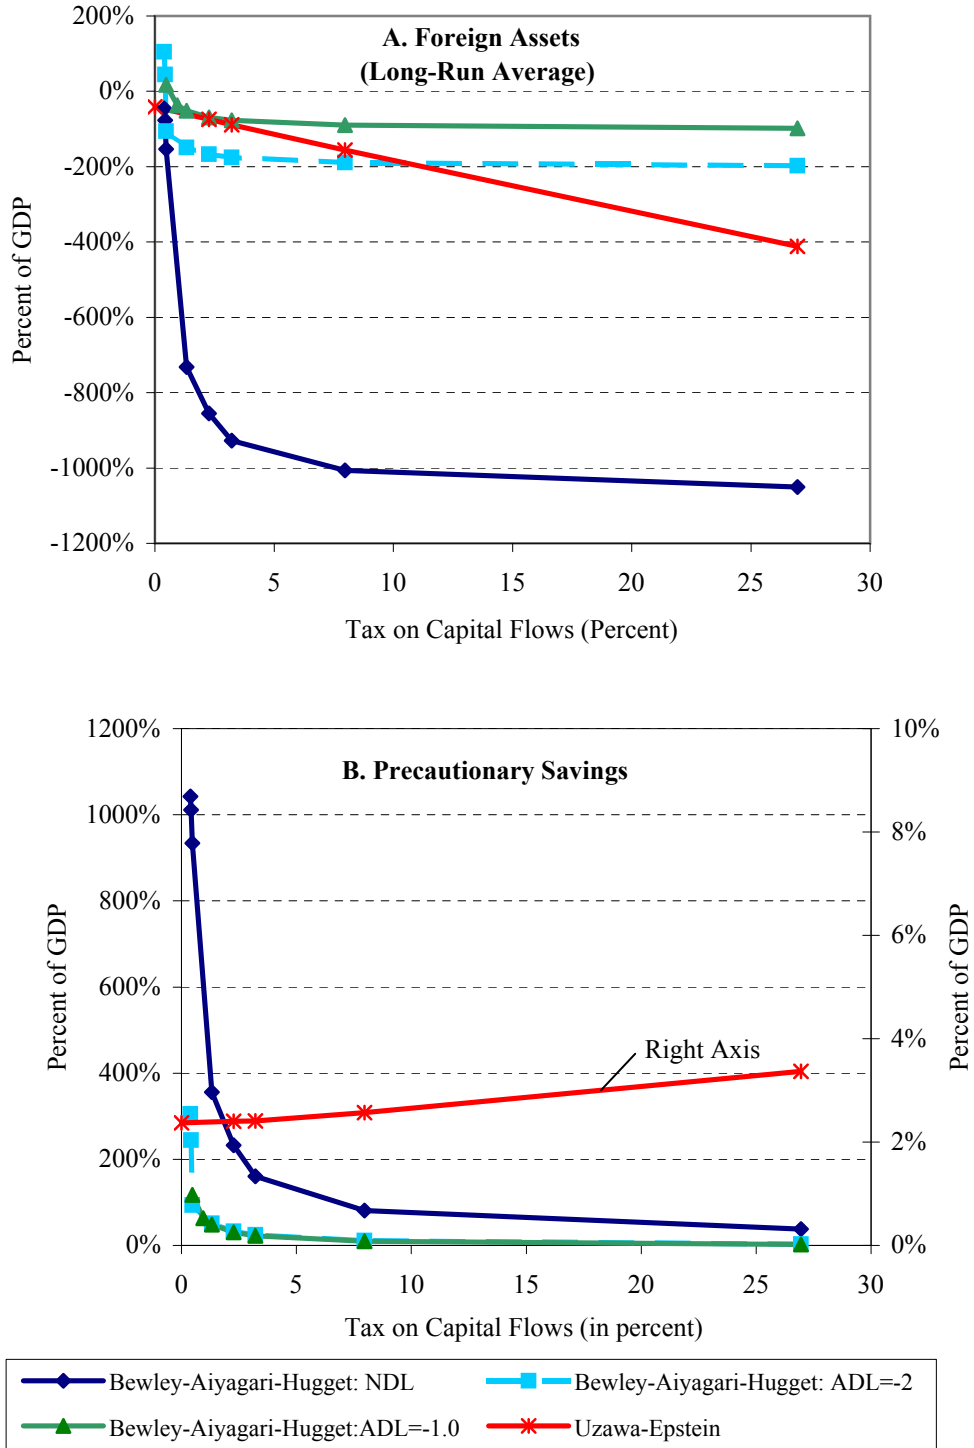 A. Foreign Assets
(Long-Run Average)
200%
0%
-200%
-400%
-600%
-800%
-1000%
-1200%
Percent of GDP
0 5 10 15 20 25 30
Tax on Capital Flows (Percent)
B. Precautionary Savings
1200%
1000%
800%
600%
400%
200%
0%
Percent of GDP
10%
8%
6%
4%
2%
0%
Percent of GDP
Right Axis
0 5 10 15 20 25 30
Tax on Capital Flows (in percent)
Bewley-Aiyagari-Hugget: NDL
Bewley-Aiyagari-Hugget: ADL=-2
Bewley-Aiyagari-Hugget:ADL=-1.0
Uzawa-Epstein